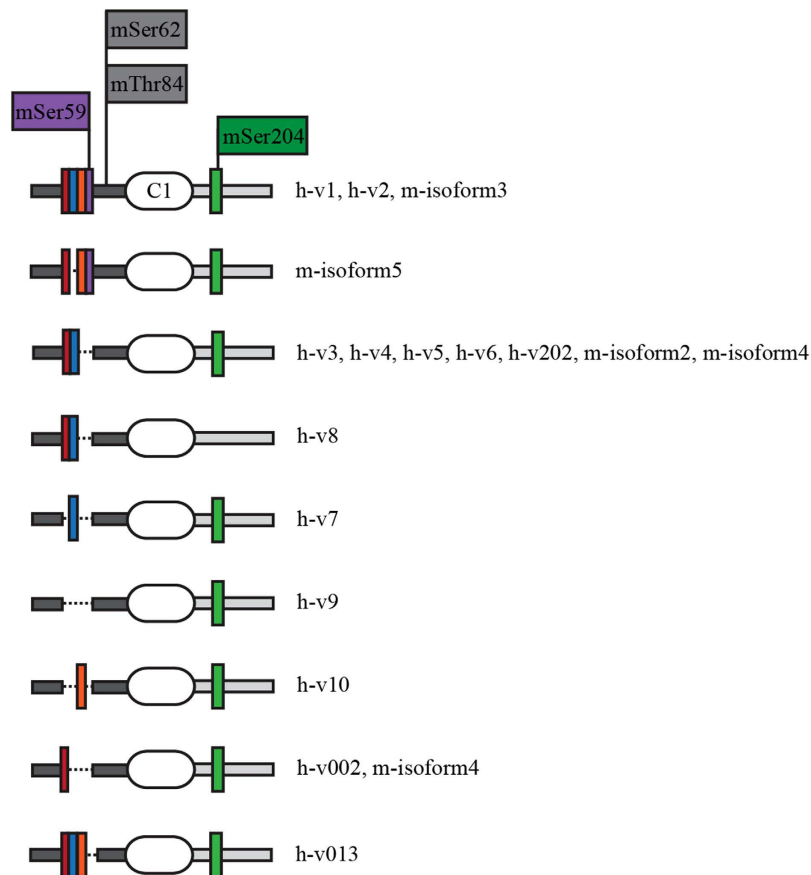 mSer62
mThr84
mSer59
mSer204
C1
h-v1, h-v2, m-isoform3
m-isoform5
h-v3, h-v4, h-v5, h-v6, h-v202, m-isoform2, m-isoform4
h-v8
h-v7
h-v9
h-v10
h-v002, m-isoform4
h-v013